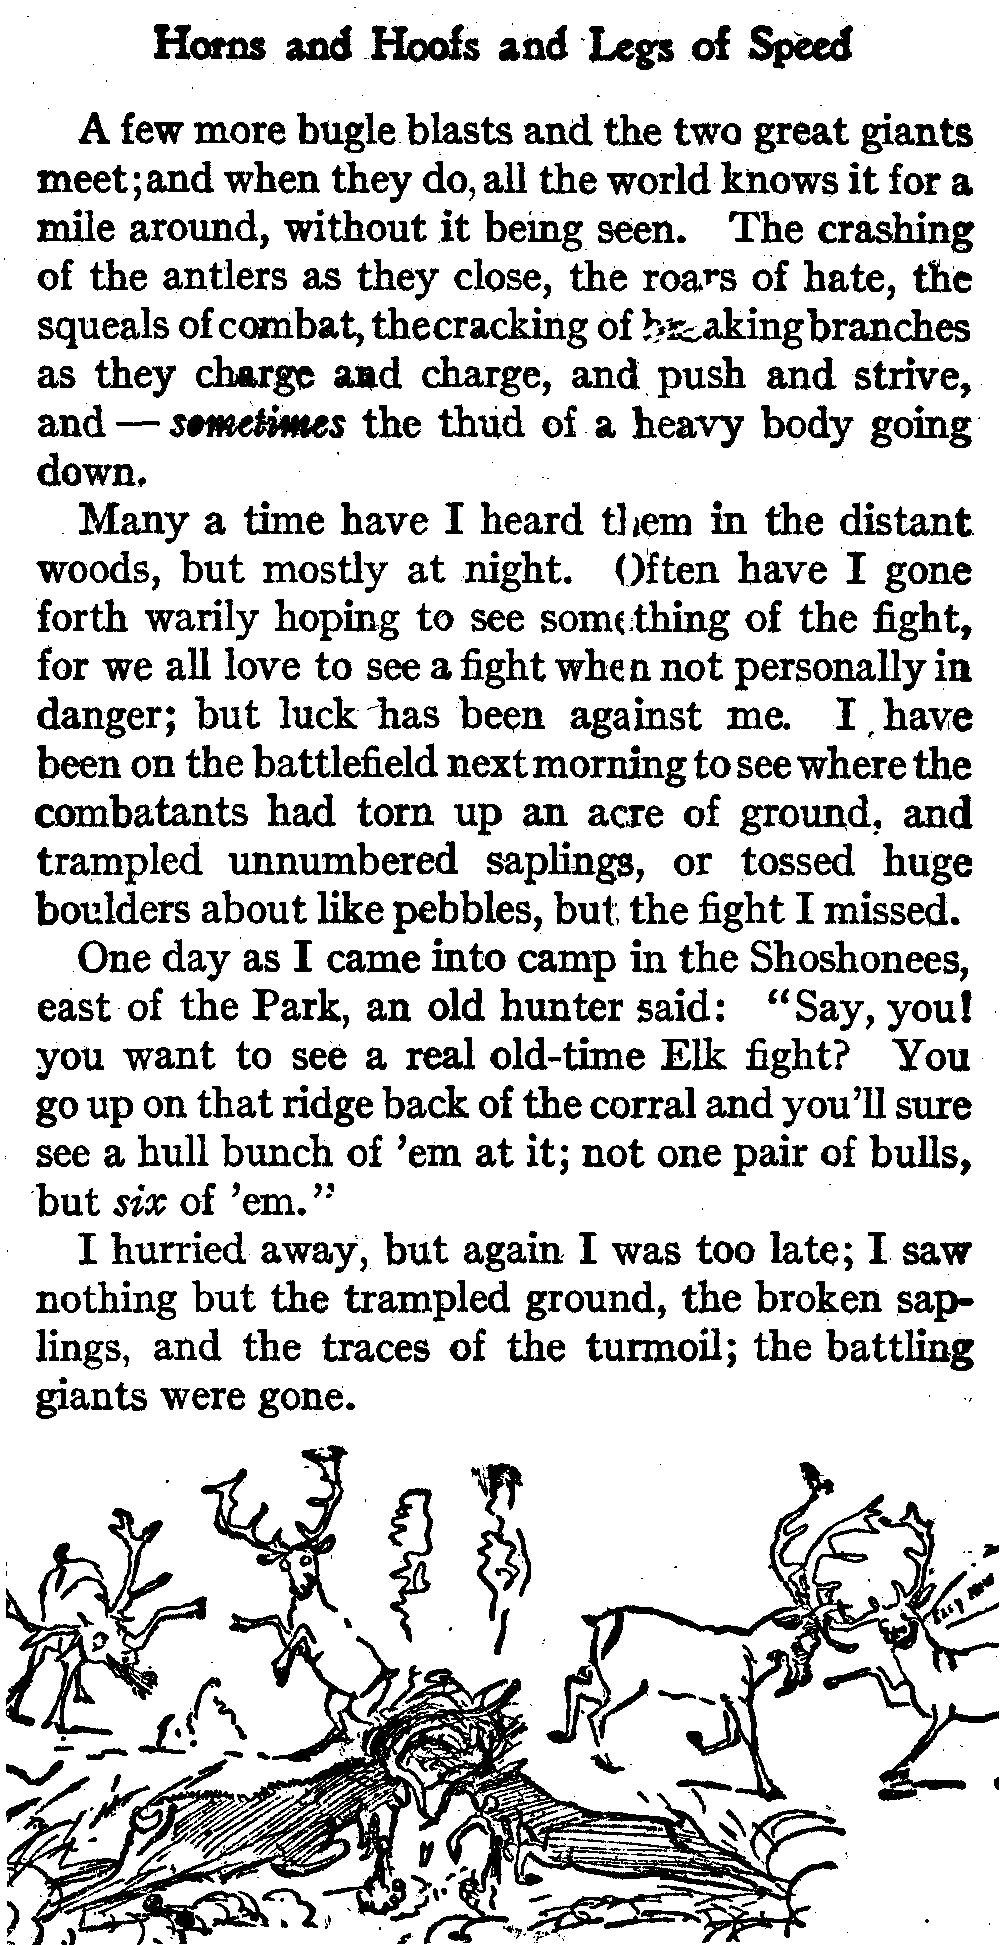 Horns and Hoofs and Legs of Speed
A few more bugle blasts and the two great giants
meet; and when they do, all the world knows it for a
mile around, without it being seen. The crashing
of the antlers as they close, the roars of hate, the
squeals of combat, the cracking of breaking branches
as they charge and charge, and push and strive,
and — sometimes the thud of a heavy body going
down.
Many a time have I heard them in the distant
woods, but mostly at night. Often have I gone
forth warily hoping to see something of the fight,
for we all love to see a fight when not personally in
danger; but luck has been against me. I have
been on the battlefield next morning to see where the
combatants had torn up an acre of ground, and
trampled unnumbered saplings, or tossed huge
boulders about like pebbles, but the fight I missed.
One day as I came into camp in the Shoshonees,
east of the Park, an old hunter said: "Say, you!
you want to see a real old-time Elk fight? You
go up on that ridge back of the corral and you'll sure
see a hull bunch of 'em at it; not one pair of bulls,
but six of 'em."
I hurried away, but again I was too late; I saw
nothing but the trampled ground, the broken sap-
lings, and the traces of the turmoil; the battling
giants were gone.